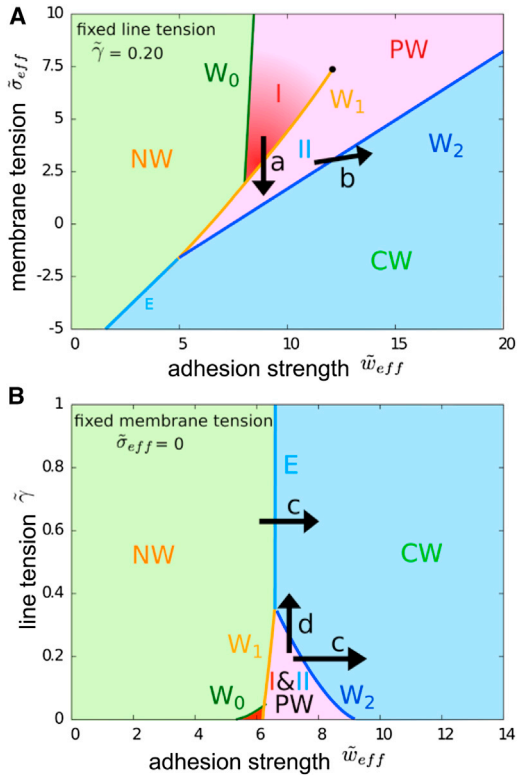 A
fixed line tension
γ̃ = 0.20
membrane tension σ̃eff
10
7.5
5
2.5
0
-2.5
-5
W0
I
PW
W1
NW
II
W2
a
b
CW
E
0
5
10
15
20
adhesion strength w̃eff
B
fixed membrane tension
σ̃eff = 0
line tension γ̃
1
0.8
0.6
0.4
0.2
0
E
c
NW
CW
d
W1
c
W0
I&II
PW
W2
0
2
4
6
8
10
12
14
adhesion strength w̃eff